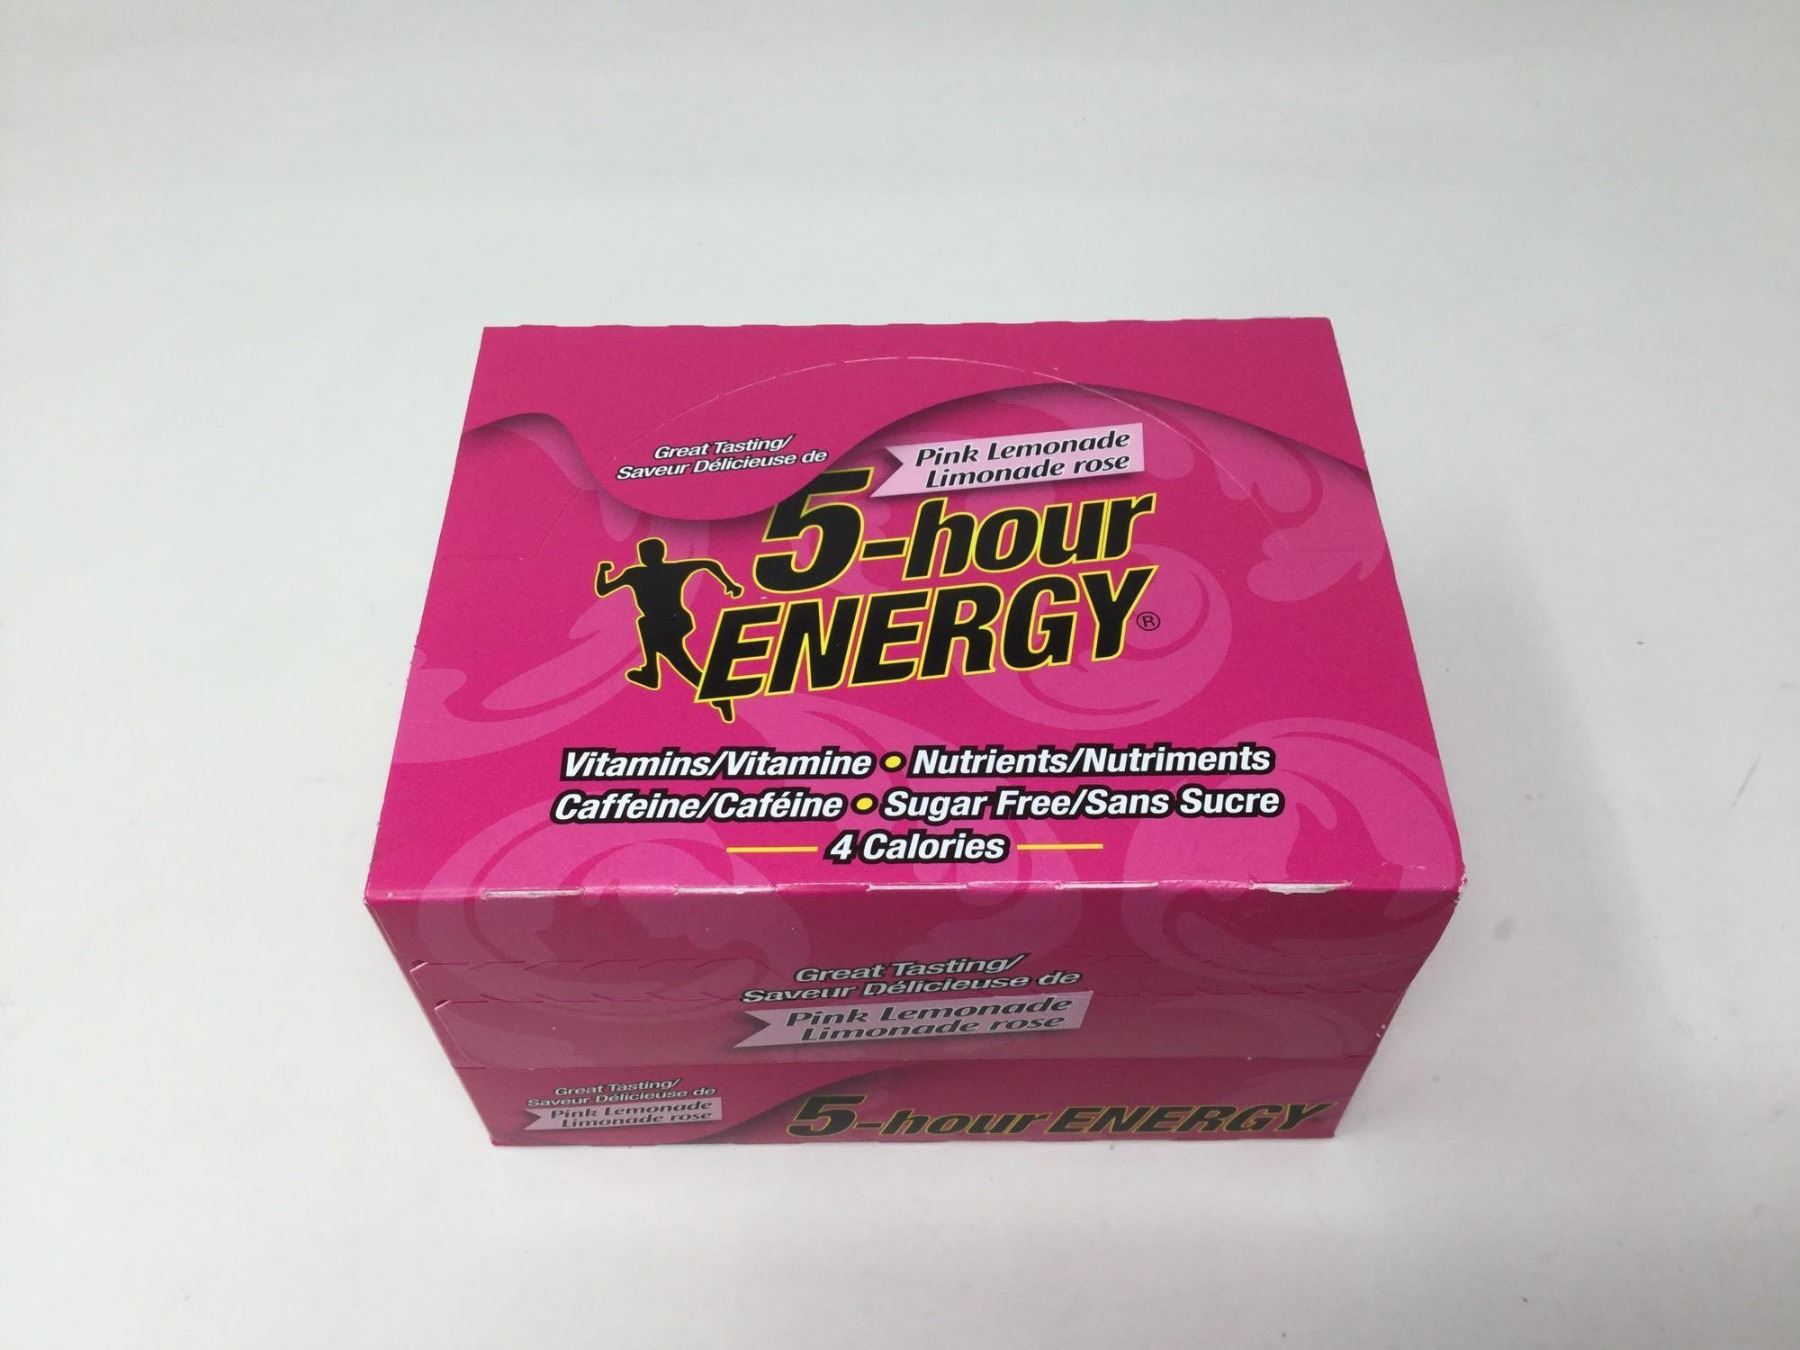 Great Tasting/
Saveur Délicieuse de
Pink Lemonade
Limonade rose
5-hour
ENERGY®
Vitamins/Vitamine • Nutrients/Nutriments
Caffeine/Caféine • Sugar Free/Sans Sucre
4 Calories
Great Tasting/
Saveur Délicieuse de
Pink Lemonade
Limonade rose
Great Tasting/
Saveur Délicieuse de
Pink Lemonade
Limonade rose
5-hour ENERGY